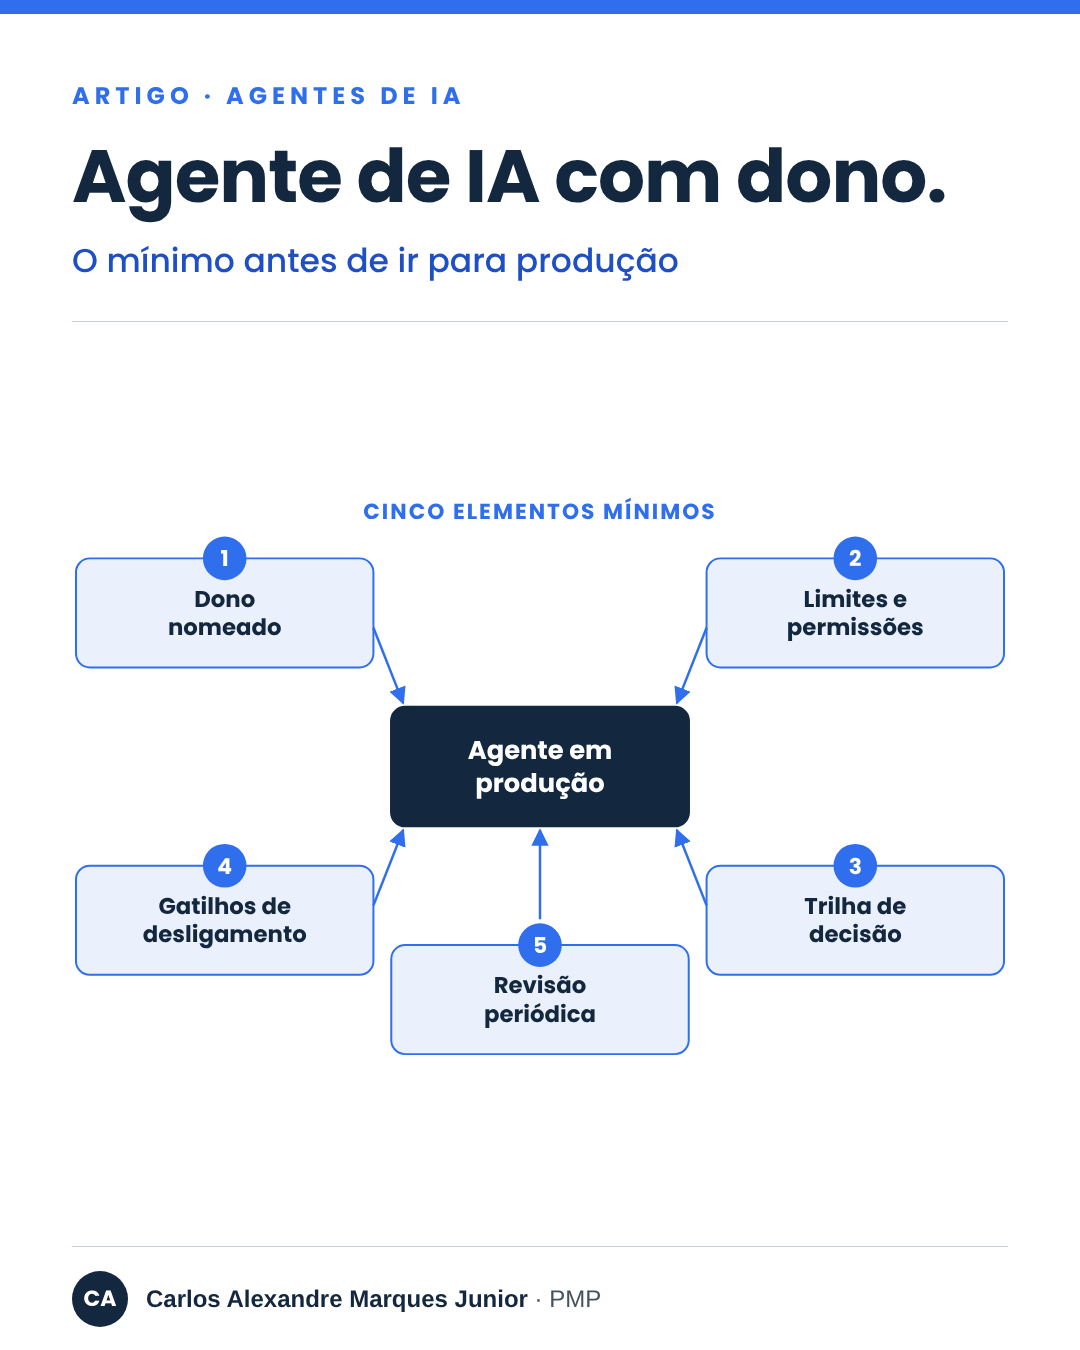 ARTIGO · AGENTES DE IA
Agente de IA com dono.
O mínimo antes de ir para produção
CINCO ELEMENTOS MÍNIMOS
1
Dono
nomeado
2
Limites e
permissões
Agente em
produção
4
Gatilhos de
desligamento
3
Trilha de
decisão
5
Revisão
periódica
CA
Carlos Alexandre Marques Junior · PMP